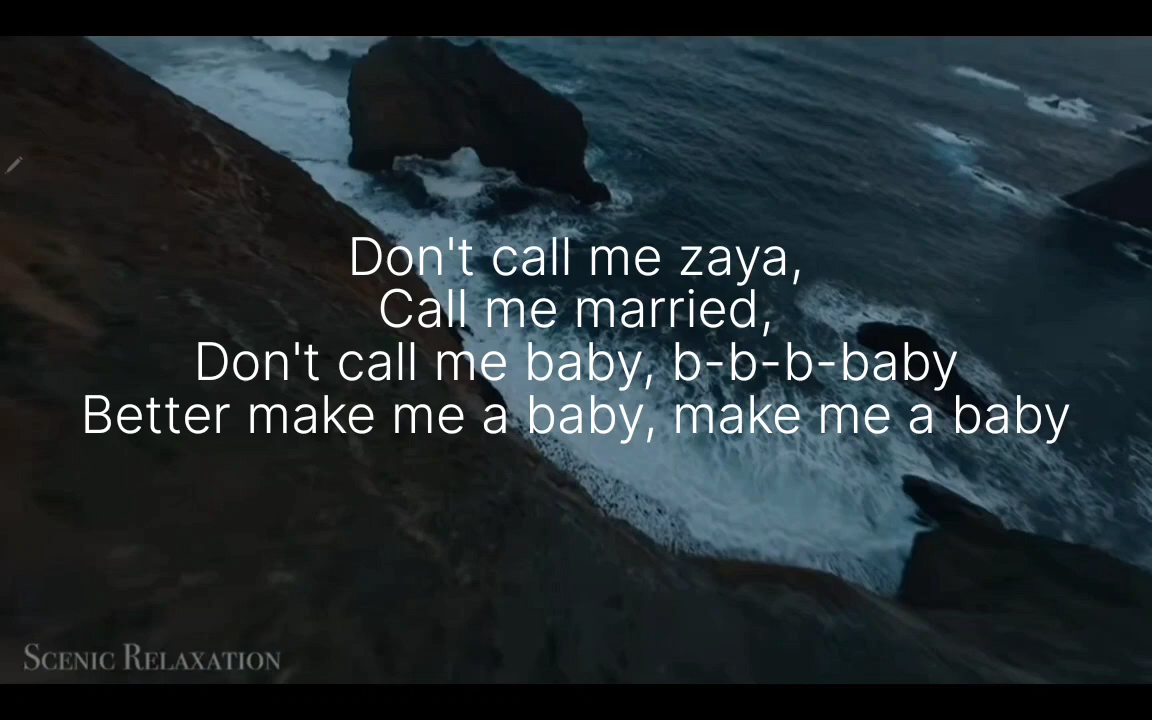 Don't call me zaya,
Call me married,
Don't call me baby, b-b-b-baby
Better make me a baby, make me a baby
SCENIC RELAXATION